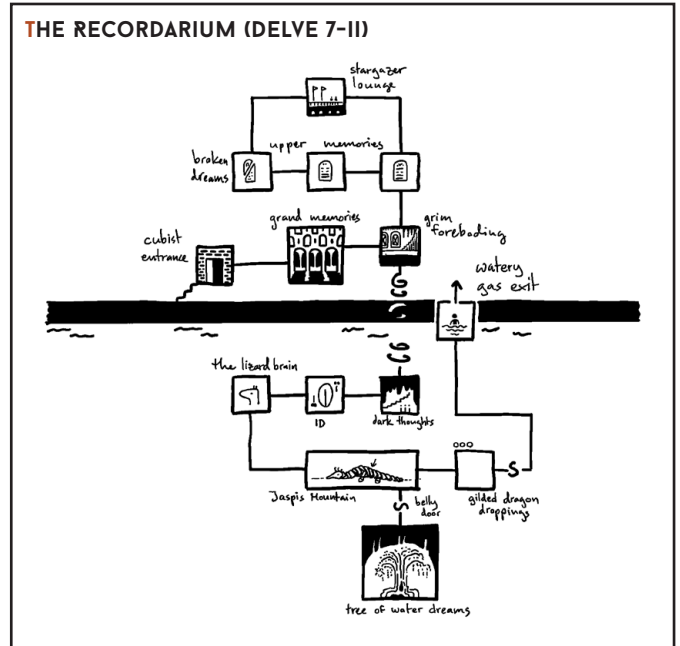 THE RECORDARIUM (DELVE 7-11)
stargazer
lounge
upper memories
broken
dreams
grand memories
grim
foreboding
cubist
entrance
watery
gas exit
the lizard brain
ID
dark thoughts
S
Jaspis Mountain
S
belly
door
gilded dragon
droppings
tree of water dreams